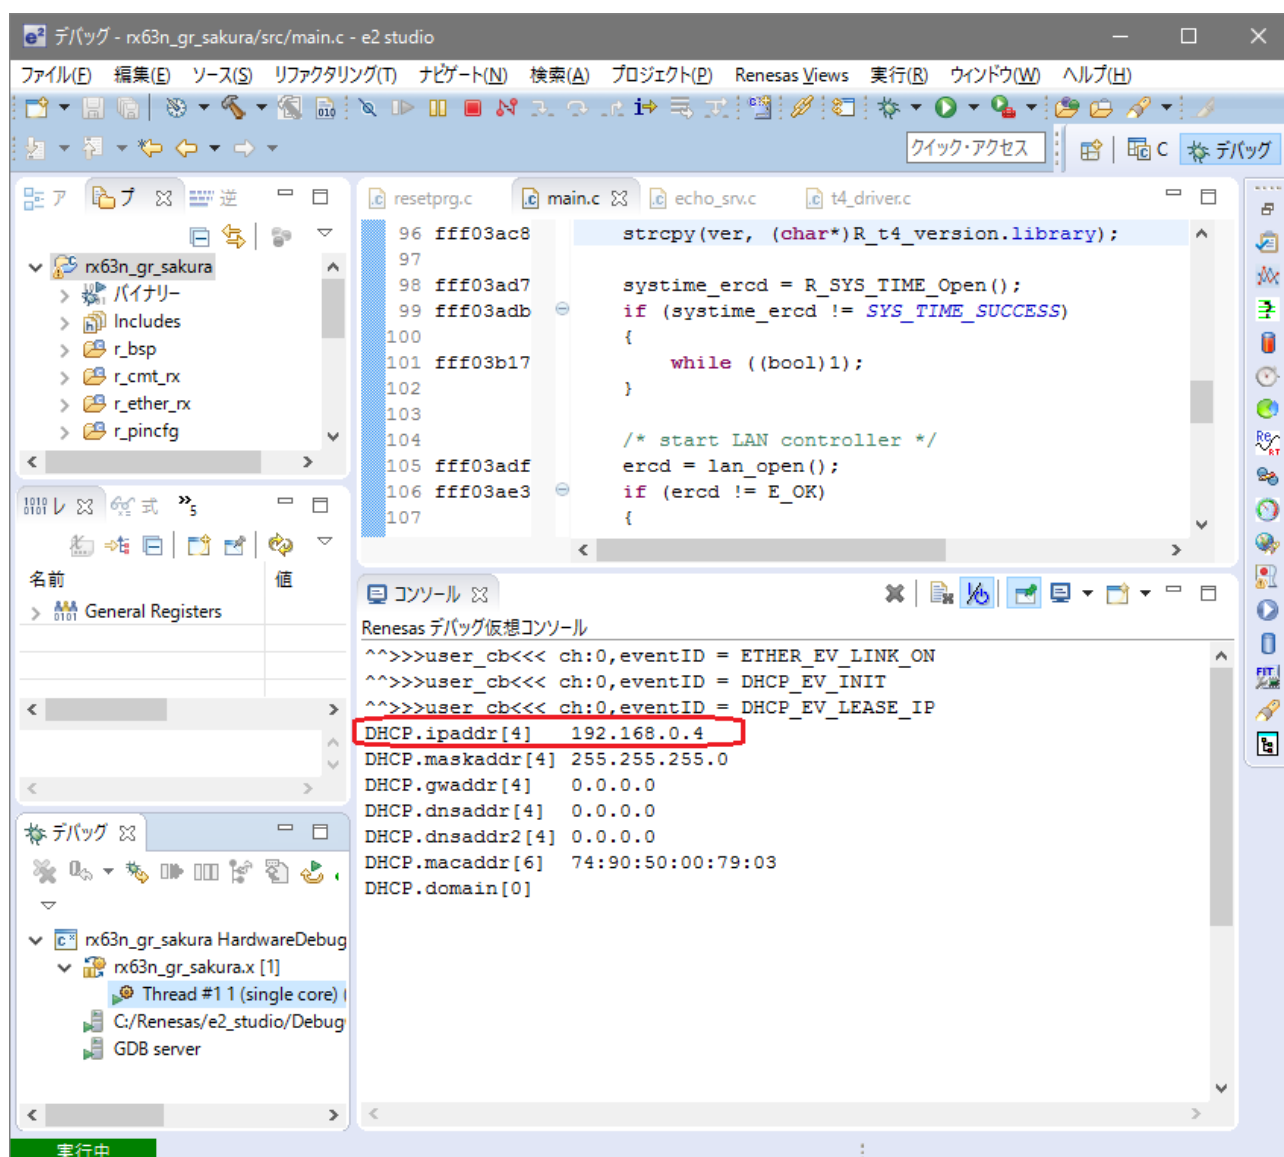 デバッグ - rx63n_gr_sakura/src/main.c - e2 studio
ファイル(F) 編集(E) ソース(S) リファクタリング(T) ナビゲート(N) 検索(A) プロジェクト(P) Renesas Views 実行(R) ウィンドウ(W) ヘルプ(H)
クイック・アクセス C デバッグ
ア プ 逆
rx63n_gr_sakura
バイナリー
Includes
r_bsp
r_cmt_rx
r_ether_rx
r_pincfg
レ 式 5
名前 値
General Registers
デバッグ
rx63n_gr_sakura HardwareDebug
rx63n_gr_sakura.x [1]
Thread #1 1 (single core)
C:/Renesas/e2_studio/Debug
GDB server
実行中
resetprg.c main.c echo_srv.c t4_driver.c
96 fff03ac8 strcpy(ver, (char*)R_t4_version.library);
97
98 fff03ad7 systime_ercd = R_SYS_TIME_Open();
99 fff03adb if (systime_ercd != SYS_TIME_SUCCESS)
100 {
101 fff03b17 while ((bool)1);
102 }
103
104 /* start LAN controller */
105 fff03adf ercd = lan_open();
106 fff03ae3 if (ercd != E_OK)
107 {
コンソール
Renesas デバッグ仮想コンソール
^^>>>user_cb<<< ch:0,eventID = ETHER_EV_LINK_ON
^^>>>user_cb<<< ch:0,eventID = DHCP_EV_INIT
^^>>>user_cb<<< ch:0,eventID = DHCP_EV_LEASE_IP
DHCP.ipaddr[4] 192.168.0.4
DHCP.maskaddr[4] 255.255.255.0
DHCP.gwaddr[4] 0.0.0.0
DHCP.dnsaddr[4] 0.0.0.0
DHCP.dnsaddr2[4] 0.0.0.0
DHCP.macaddr[6] 74:90:50:00:79:03
DHCP.domain[0]